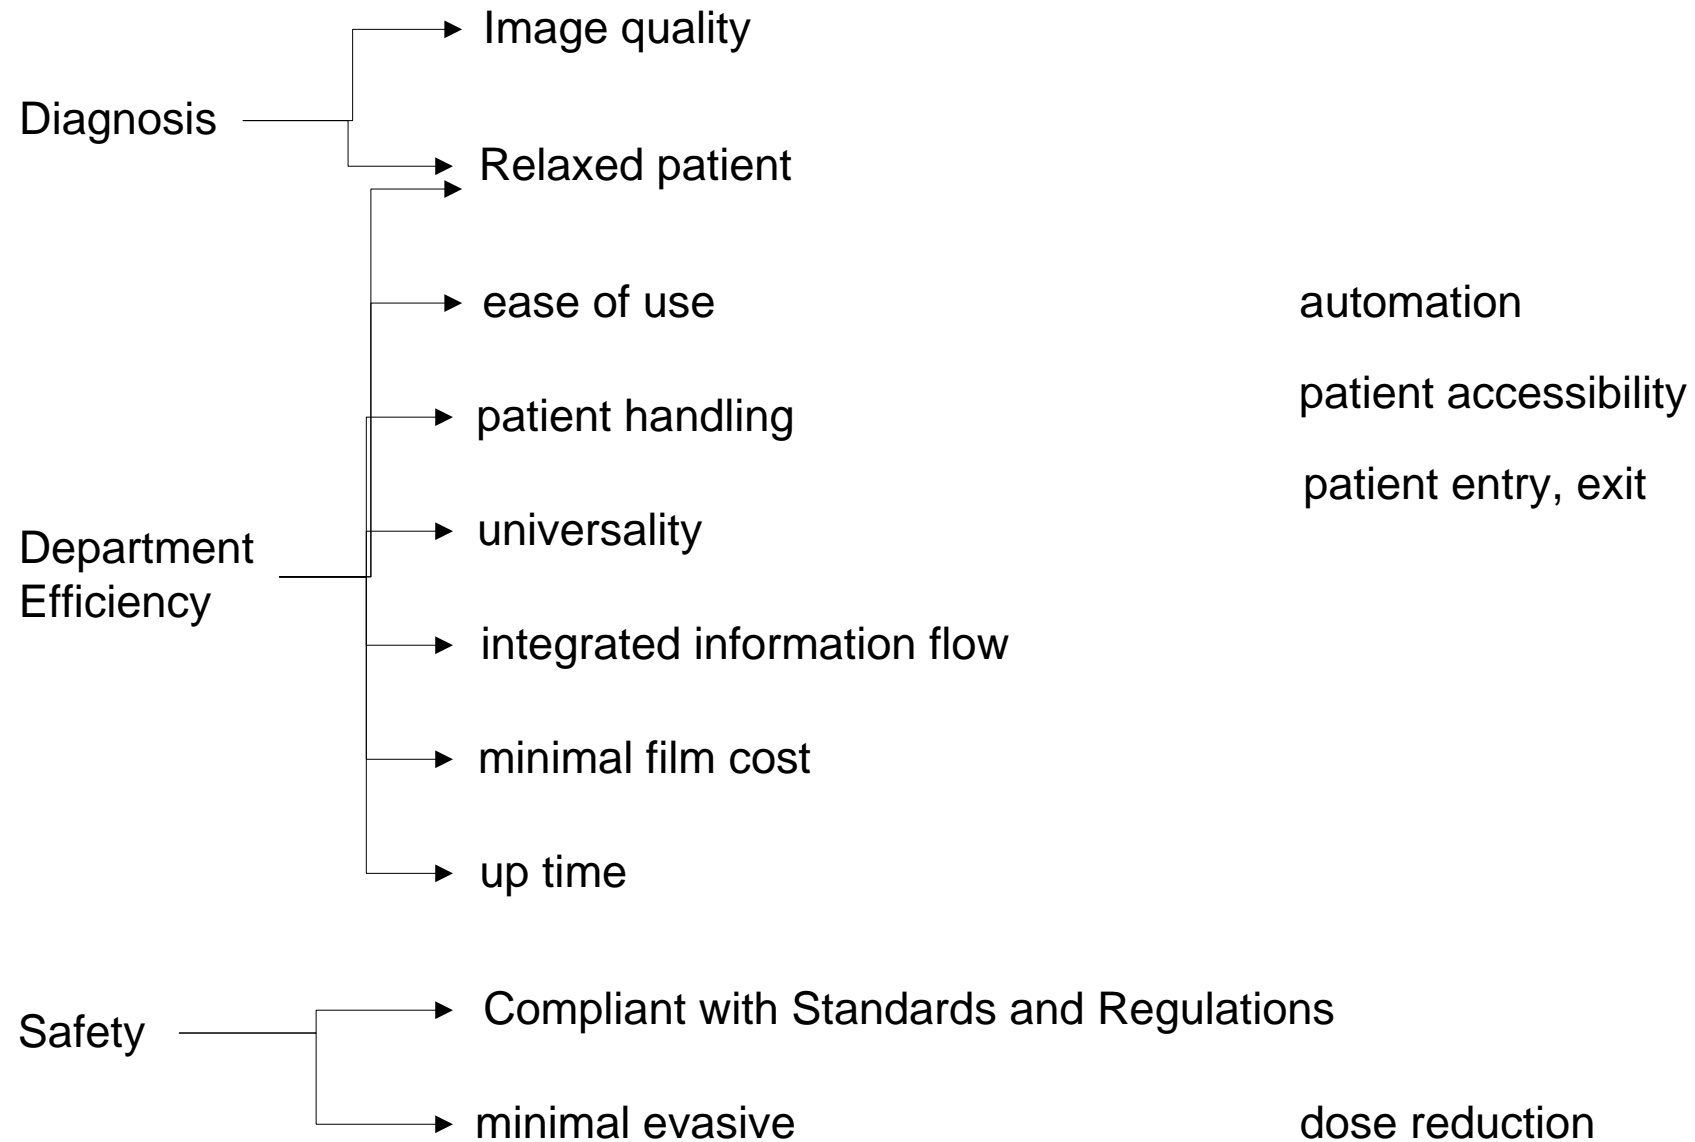 Image quality
Diagnosis
Relaxed patient
ease of use
automation
patient accessibility
patient handling
patient entry, exit
universality
Department
Efficiency
integrated information flow
minimal film cost
up time
Compliant with Standards and Regulations
Safety
minimal evasive
dose reduction